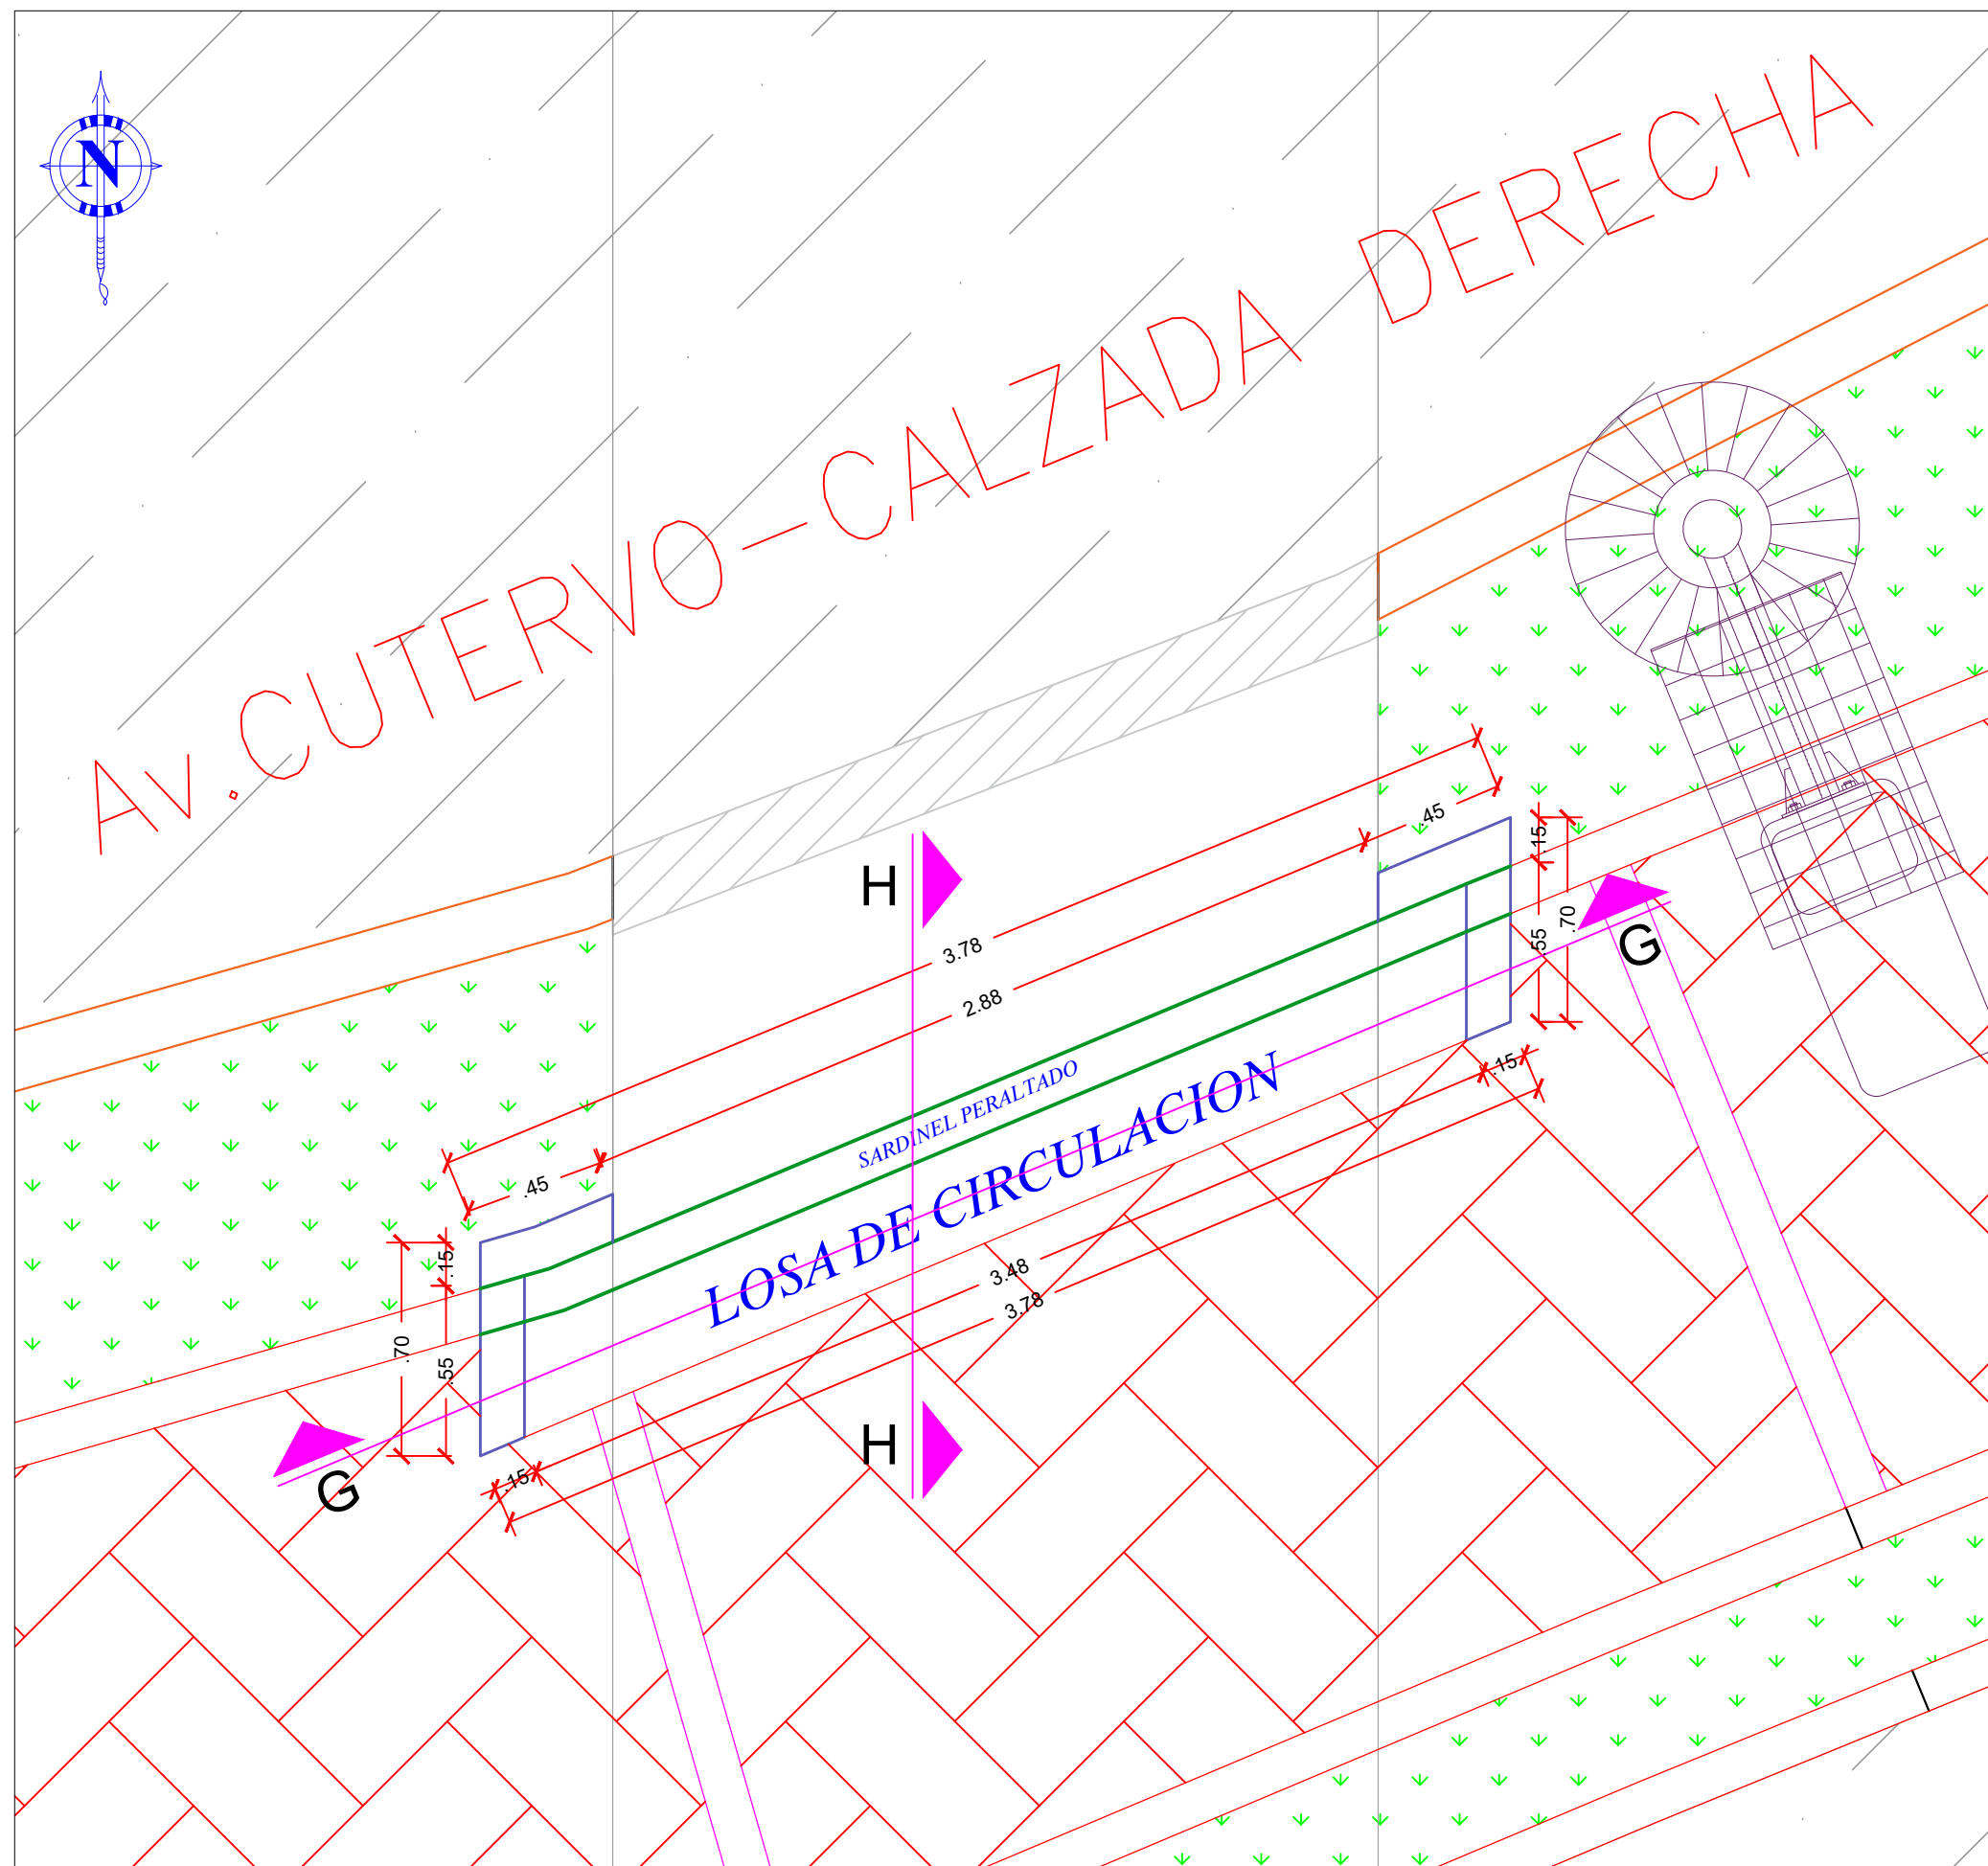 N
Av.CUTERVO-CALZADA DERECHA
H
3.78
.45
2.88
.15
.55
.70
G
SARDINEL PERALTADO
LOSA DE CIRCULACION
.45
.15
.70
.55
.15
3.48
3.78
H
.15
G